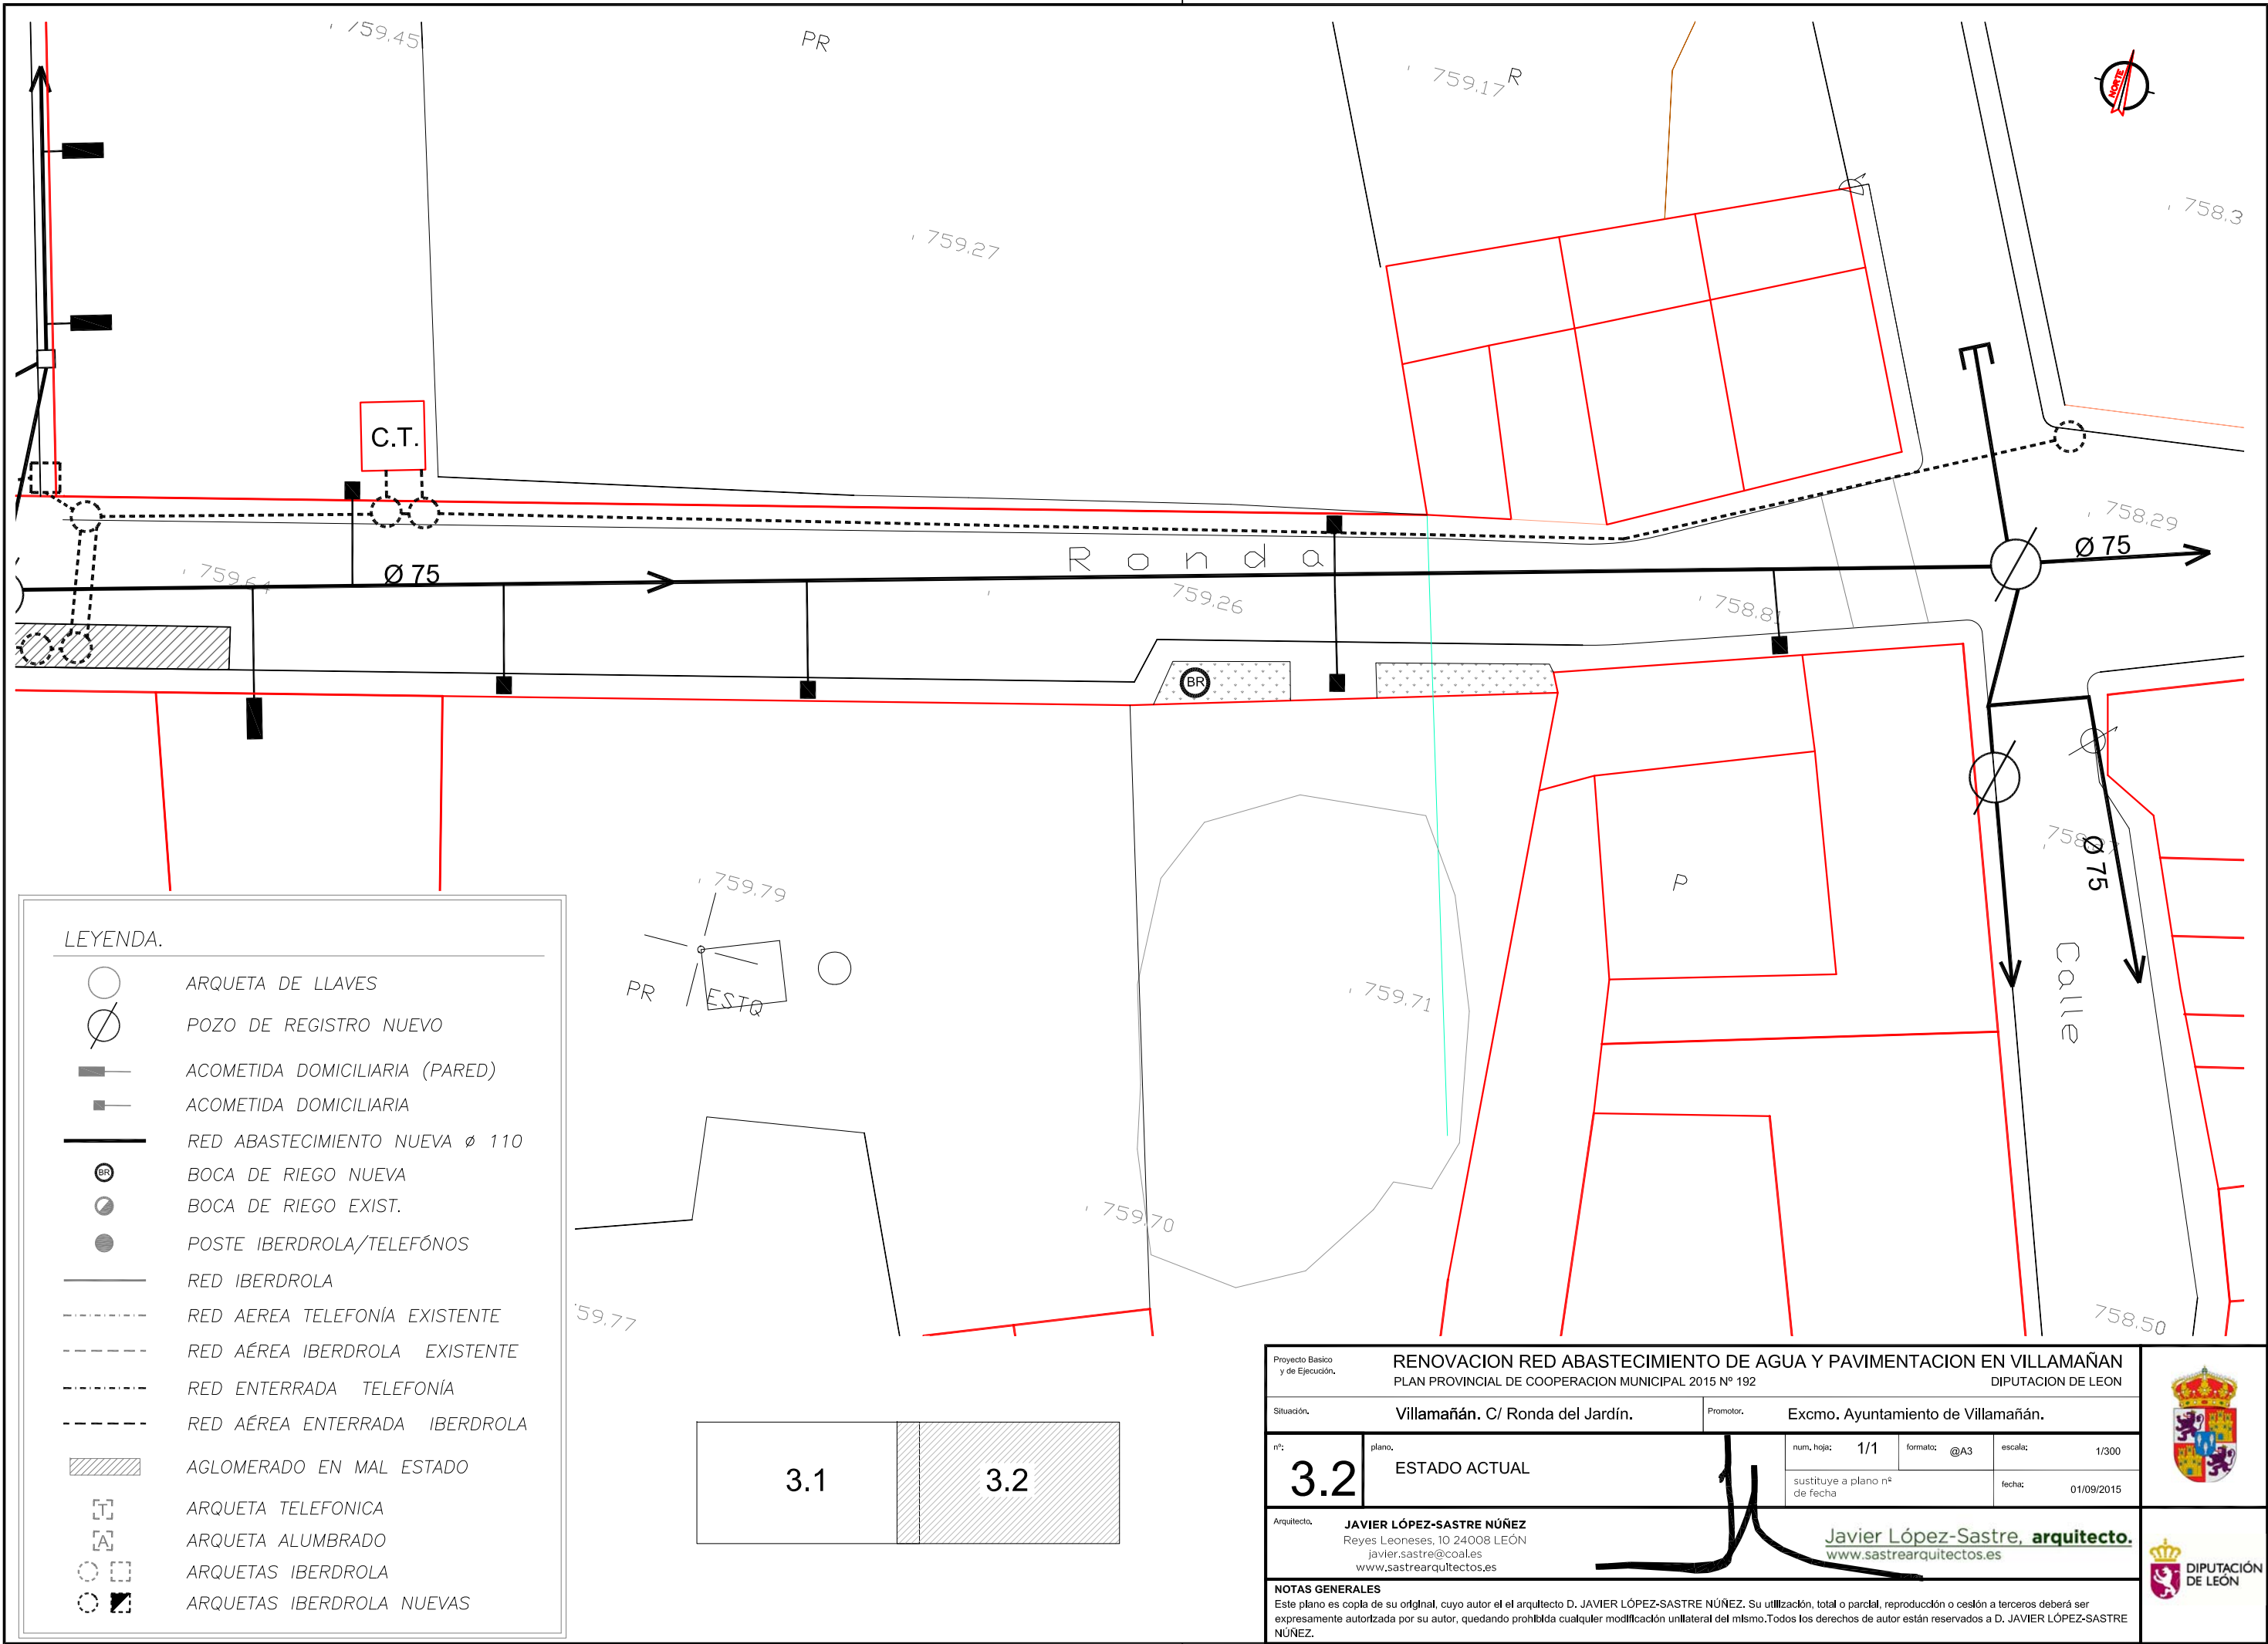 759.45
PR
759.17
R
NORTE
758.3
759.27
C.T.
758.29
Ø 75
Ronda
759.64
Ø 75
759.26
758.81
BR
758.
Ø 75
759.79
P
PR
ESTQ
759.71
Calle
759.70
59.77
758.50
LEYENDA.
ARQUETA DE LLAVES
POZO DE REGISTRO NUEVO
ACOMETIDA DOMICILIARIA (PARED)
ACOMETIDA DOMICILIARIA
RED ABASTECIMIENTO NUEVA ø 110
BR BOCA DE RIEGO NUEVA
BOCA DE RIEGO EXIST.
POSTE IBERDROLA/TELEFÓNOS
RED IBERDROLA
RED AEREA TELEFONÍA EXISTENTE
RED AÉREA IBERDROLA EXISTENTE
RED ENTERRADA TELEFONÍA
RED AÉREA ENTERRADA IBERDROLA
AGLOMERADO EN MAL ESTADO
T ARQUETA TELEFONICA
A ARQUETA ALUMBRADO
ARQUETAS IBERDROLA
ARQUETAS IBERDROLA NUEVAS
3.1
3.2
Proyecto Basico
y de Ejecución.
RENOVACION RED ABASTECIMIENTO DE AGUA Y PAVIMENTACION EN VILLAMAÑAN
PLAN PROVINCIAL DE COOPERACION MUNICIPAL 2015 Nº 192
DIPUTACION DE LEON
Situación.
Villamañán. C/ Ronda del Jardín.
Promotor.
Excmo. Ayuntamiento de Villamañán.
nº:
3.2
plano.
ESTADO ACTUAL
num. hoja: 1/1
formato: @A3
escala: 1/300
sustituye a plano nº
de fecha
fecha: 01/09/2015
Arquitecto.
JAVIER LÓPEZ-SASTRE NÚÑEZ
Reyes Leoneses, 10 24008 LEÓN
javier.sastre@coal.es
www.sastrearquitectos.es
Javier López-Sastre, arquitecto.
www.sastrearquitectos.es
DIPUTACIÓN
DE LEÓN
NOTAS GENERALES
Este plano es copia de su original, cuyo autor el el arquitecto D. JAVIER LÓPEZ-SASTRE NÚÑEZ. Su utilización, total o parcial, reproducción o cesión a terceros deberá ser
expresamente autorizada por su autor, quedando prohibida cualquier modificación unilateral del mismo.Todos los derechos de autor están reservados a D. JAVIER LÓPEZ-SASTRE
NÚÑEZ.